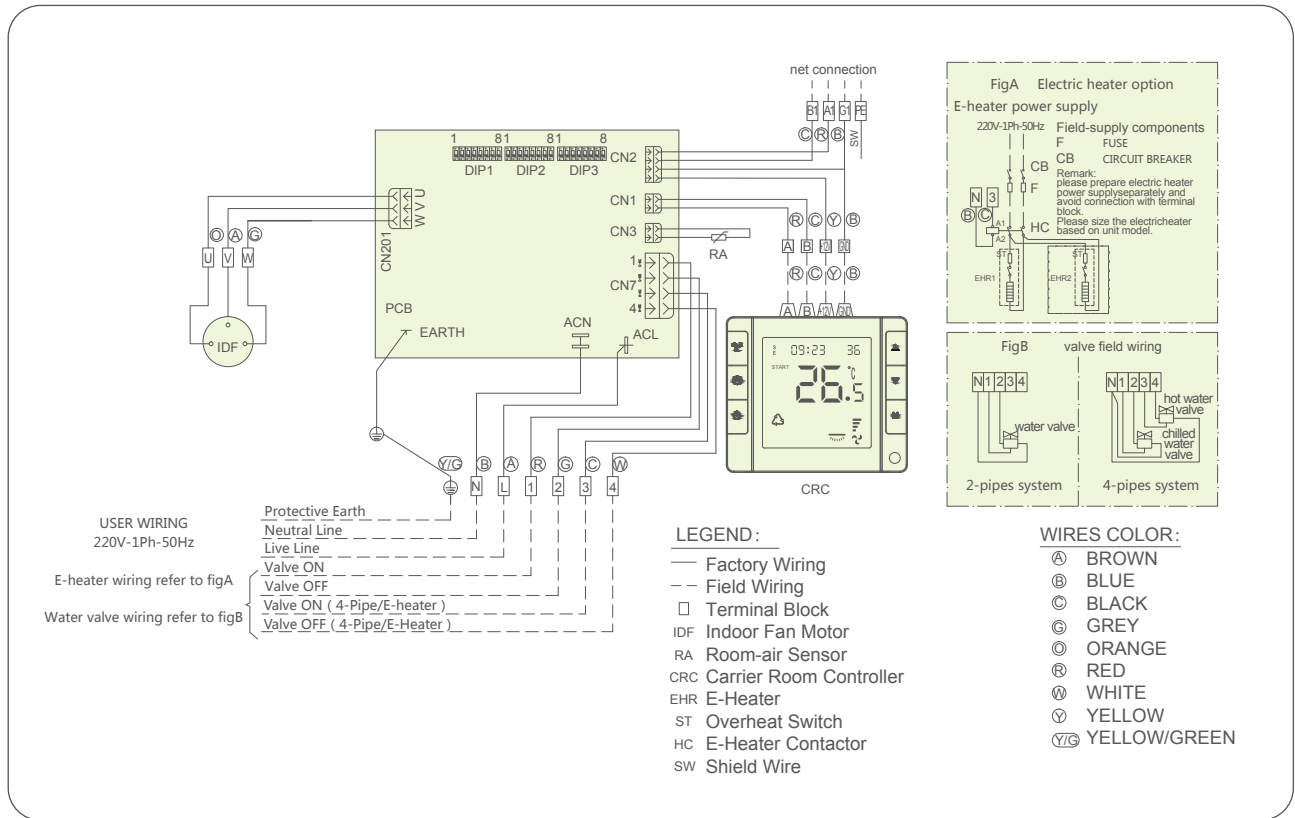 net connection
B1 A1 G1 PE
C R B SW
1 8 1 8 1 8
DIP1 DIP2 DIP3
CN2
CN1
CN3
RA
1
CN7
4
U
V
W
CN201
O A G
U V W
IDF
PCB
EARTH
ACN
ACL
R C Y B
A B +12V GND
R C Y B
A B +12V GND
S
E
09:23 36
START
26.5 °C
CRC
Y/G B A R G C W
N L 1 2 3 4
USER WIRING
220V-1Ph-50Hz
Protective Earth
Neutral Line
Live Line
Valve ON
Valve OFF
Valve ON ( 4-Pipe/E-heater )
Valve OFF ( 4-Pipe/E-Heater )
E-heater wiring refer to figA
Water valve wiring refer to figB
FigA Electric heater option
E-heater power supply
220V-1Ph-50Hz
Field-supply components
F FUSE
CB CIRCUIT BREAKER
Remark:
please prepare electric heater
power supplyseparately and
avoid connection with terminal
block.
Please size the electricheater
based on unit model.
CB
F
N 3
B C
A1
A2
HC
ST
EHR1
ST
EHR2
FigB valve field wiring
N 1 2 3 4
water valve
2-pipes system
N 1 2 3 4
hot water
valve
chilled
water
valve
4-pipes system
LEGEND:
Factory Wiring
Field Wiring
Terminal Block
IDF Indoor Fan Motor
RA Room-air Sensor
CRC Carrier Room Controller
EHR E-Heater
ST Overheat Switch
HC E-Heater Contactor
SW Shield Wire
WIRES COLOR:
A BROWN
B BLUE
C BLACK
G GREY
O ORANGE
R RED
W WHITE
Y YELLOW
Y/G YELLOW/GREEN